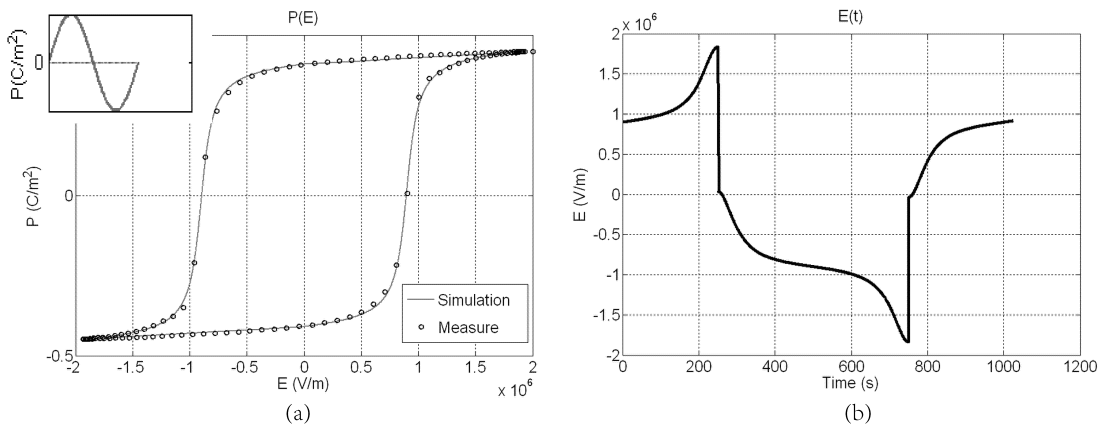 P(E)
P(C/m²)
0
P (C/m²)
0
-0.5
Simulation
Measure
-2 -1.5 -1 -0.5 0 0.5 1 1.5 2
E (V/m)
× 10⁶
(a)
E(t)
× 10⁶
2
1.5
1
0.5
0
-0.5
-1
-1.5
-2
E (V/m)
0 200 400 600 800 1000 1200
Time (s)
(b)